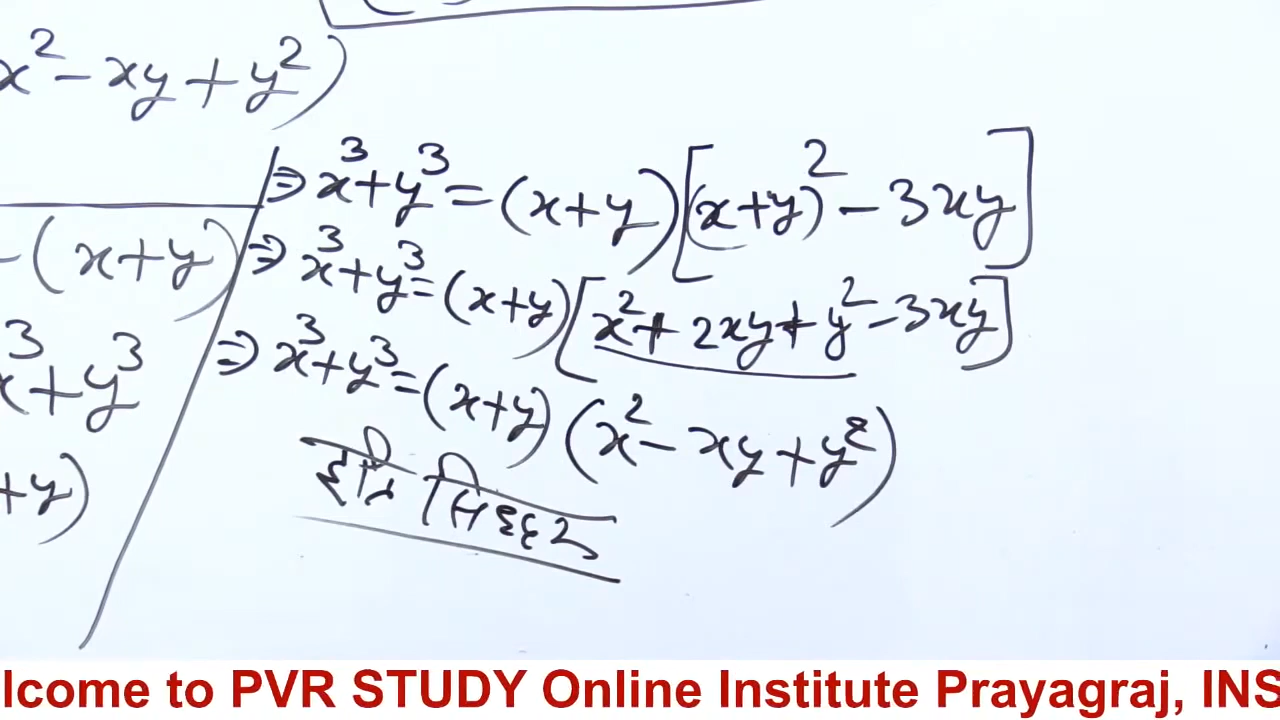 x² - xy + y²)
- (x+y)
x³ + y³
+y)
⇒ x³ + y³ = (x+y) [(x+y)² - 3xy]
⇒ x³ + y³ = (x+y) [x² + 2xy + y² - 3xy]
⇒ x³ + y³ = (x+y) (x² - xy + y²)
इति सिद्धम्
lcome to PVR STUDY Online Institute Prayagraj, INS